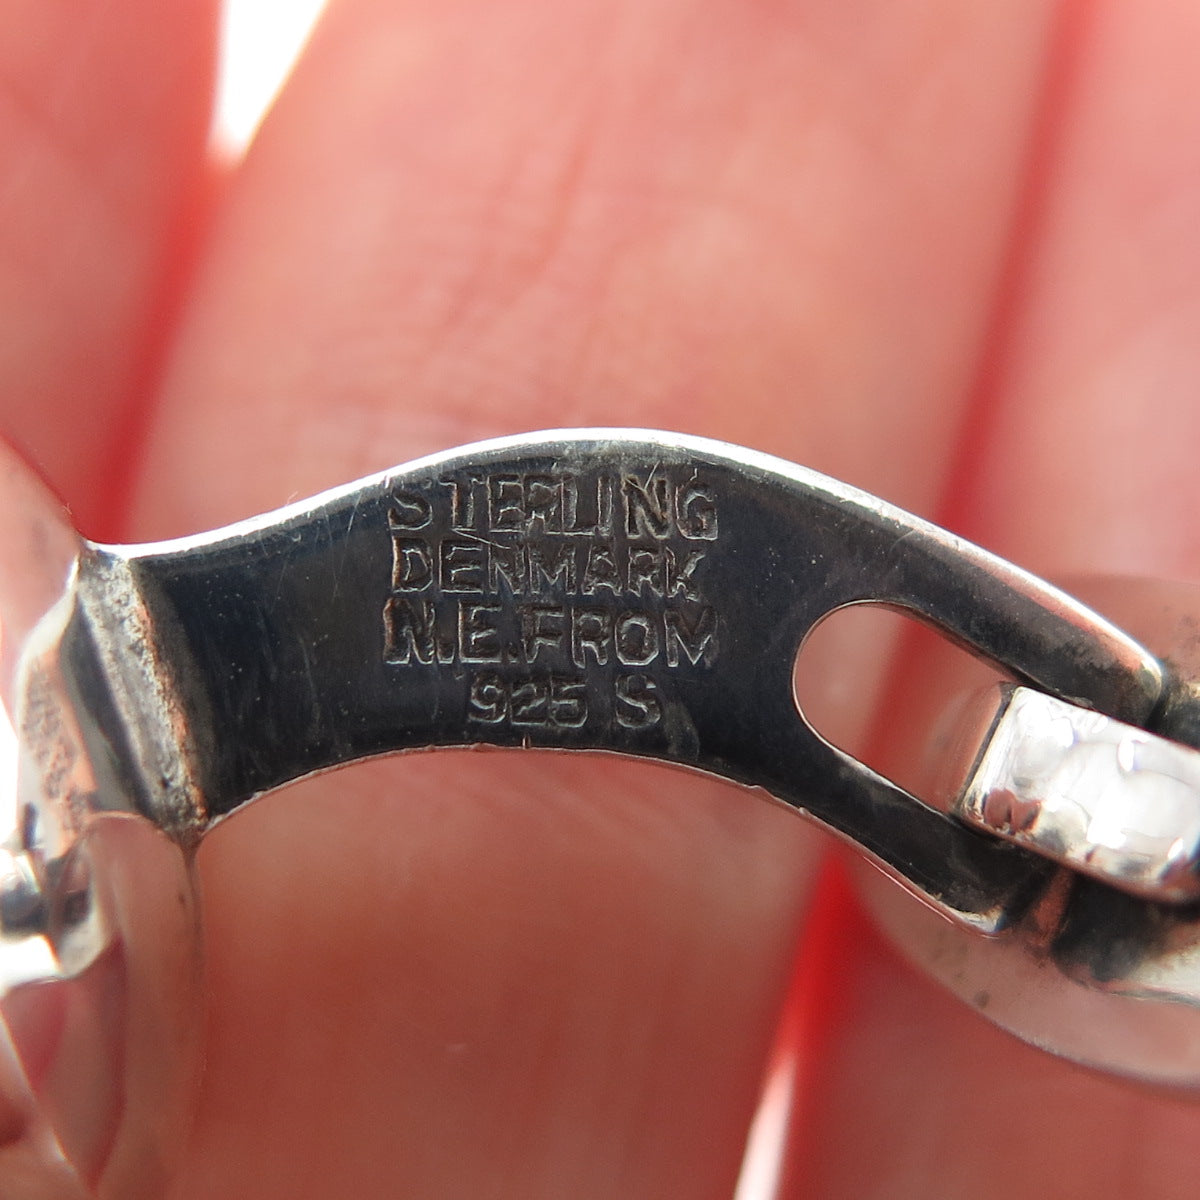 STERLING
DENMARK
N.E.FROM
925 S